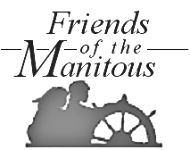 Friends
of the
Manitous